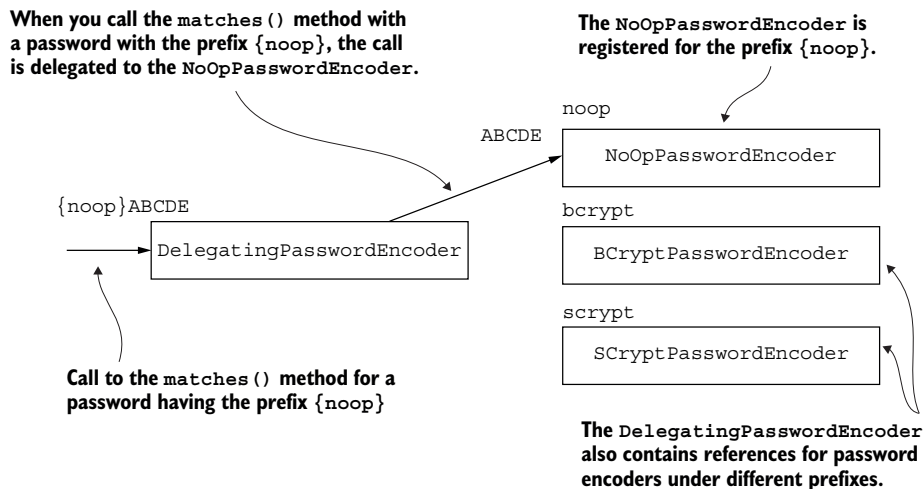 When you call the matches() method with
a password with the prefix {noop}, the call
is delegated to the NoOpPasswordEncoder.
The NoOpPasswordEncoder is
registered for the prefix {noop}.
noop
ABCDE
NoOpPasswordEncoder
{noop}ABCDE
DelegatingPasswordEncoder
bcrypt
BCryptPasswordEncoder
scrypt
SCryptPasswordEncoder
Call to the matches() method for a
password having the prefix {noop}
The DelegatingPasswordEncoder
also contains references for password
encoders under different prefixes.